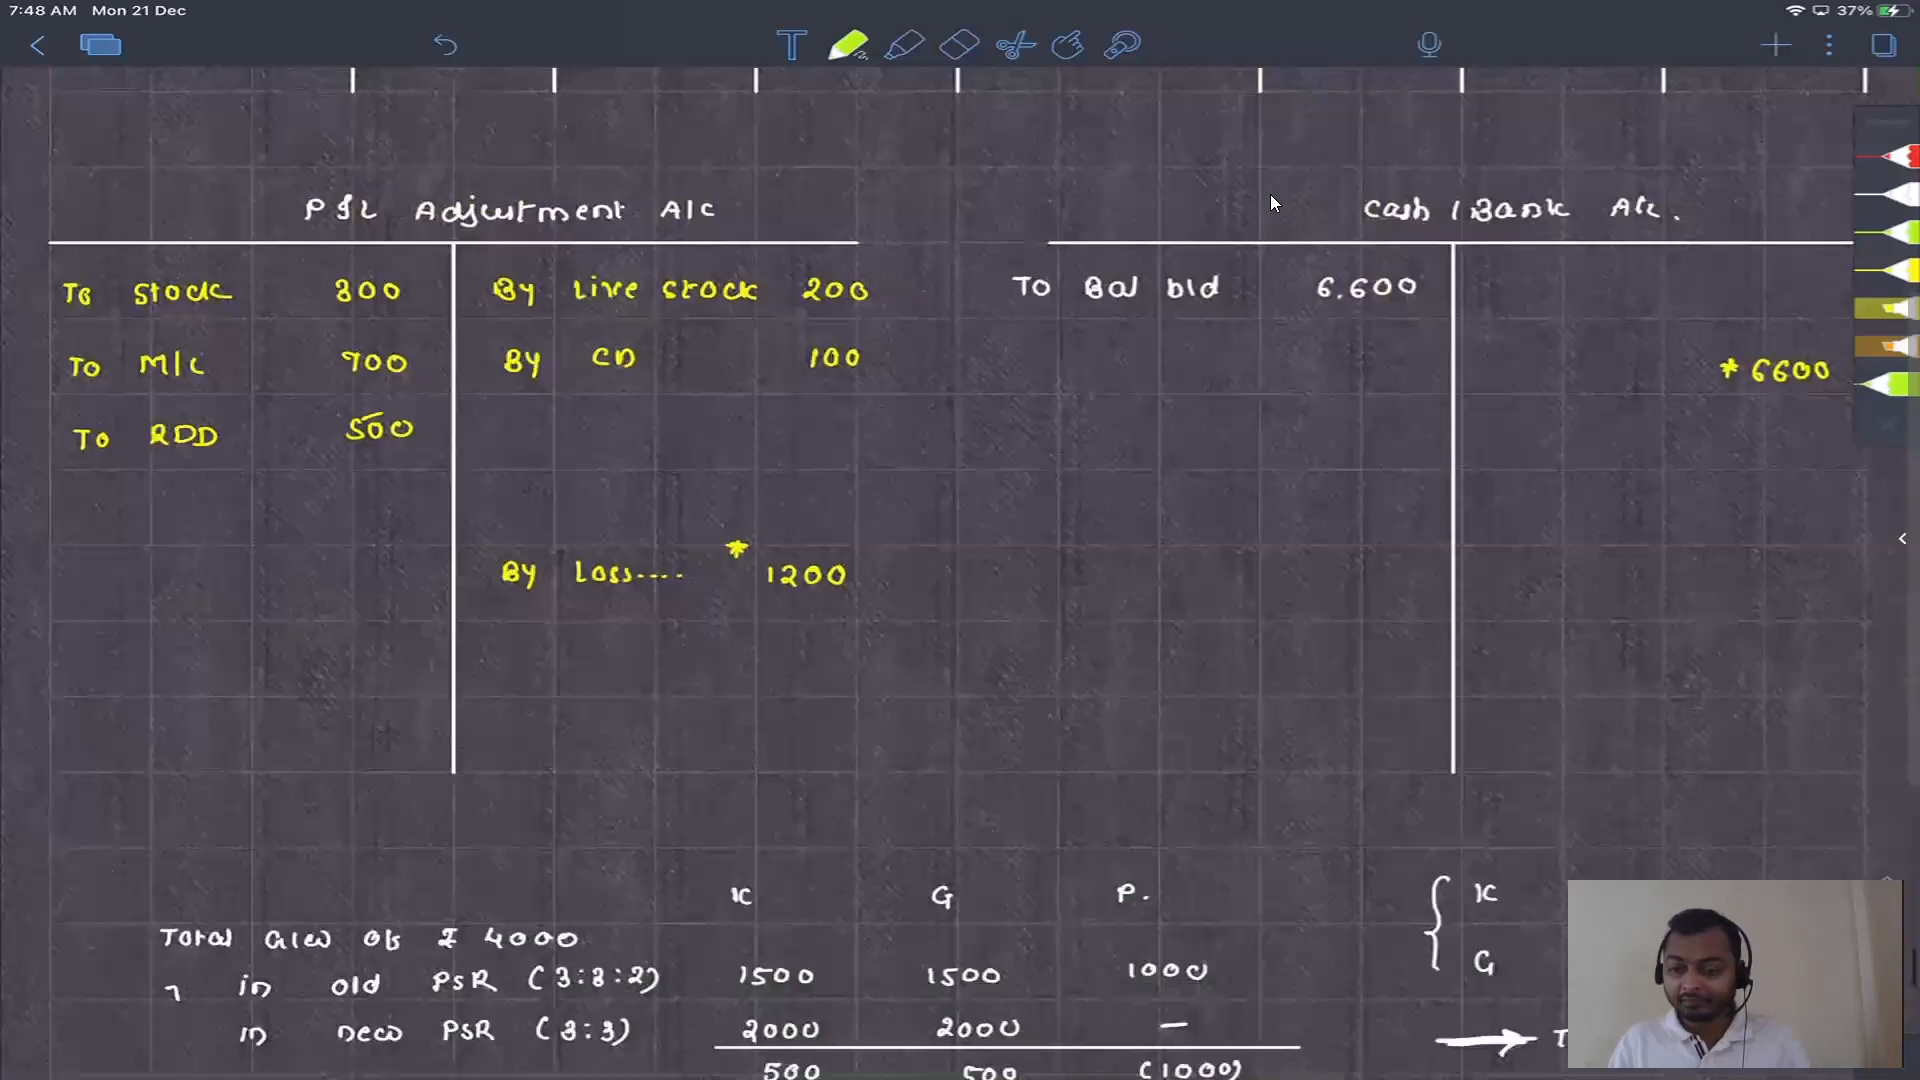 7:48 AM Mon 21 Dec
37%
P&L Adjustment A/c
To Stock 300
To M/C 700
To RDD 500
By Live stock 200
By CD 100
By Loss.... * 1200
Cash / Bank A/c.
To Bal b/d 6,600
* 6600
K G P.
Total G/w of ₹ 4000
in old PSR (3:3:2) 1500 1500 1000
in new PSR (3:3) 2000 2000 —
500 500 (1000)
K
G